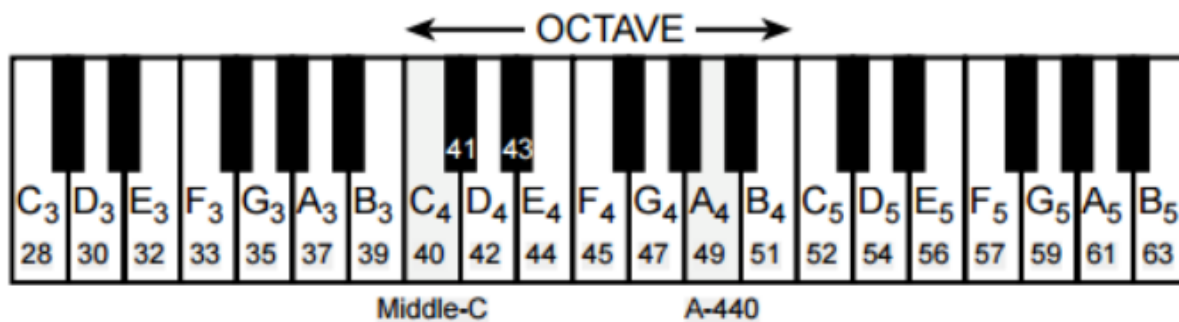 OCTAVE
41 43
C3 D3 E3 F3 G3 A3 B3 C4 D4 E4 F4 G4 A4 B4 C5 D5 E5 F5 G5 A5 B5
28 30 32 33 35 37 39 40 42 44 45 47 49 51 52 54 56 57 59 61 63
Middle-C A-440